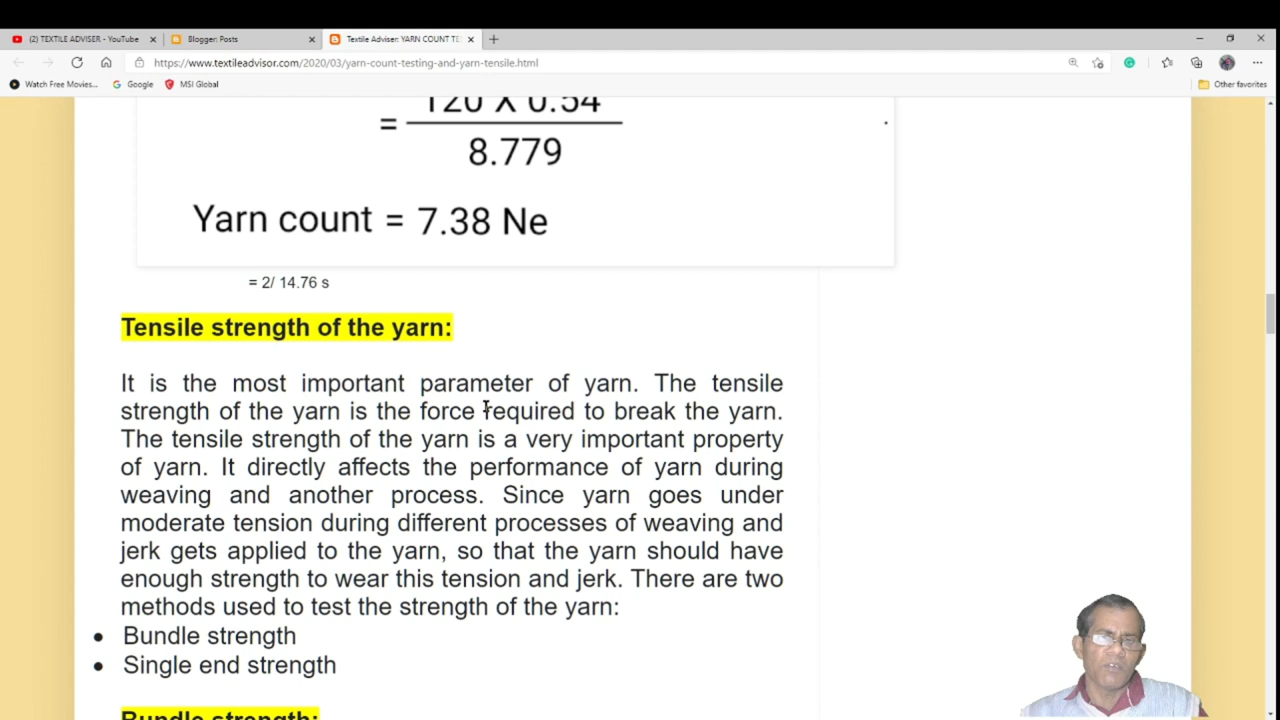 (2) TEXTILE ADVISER - YouTube
Blogger: Posts
Textile Adviser: YARN COUNT TE
https://www.textileadvisor.com/2020/03/yarn-count-testing-and-yarn-tensile.html
Watch Free Movies...
Google
MSI Global
Other favorites
120 X 0.54
=
8.779
Yarn count = 7.38 Ne
= 2/ 14.76 s
Tensile strength of the yarn:
It is the most important parameter of yarn. The tensile
strength of the yarn is the force required to break the yarn.
The tensile strength of the yarn is a very important property
of yarn. It directly affects the performance of yarn during
weaving and another process. Since yarn goes under
moderate tension during different processes of weaving and
jerk gets applied to the yarn, so that the yarn should have
enough strength to wear this tension and jerk. There are two
methods used to test the strength of the yarn:
• Bundle strength
• Single end strength
Bundle strength: